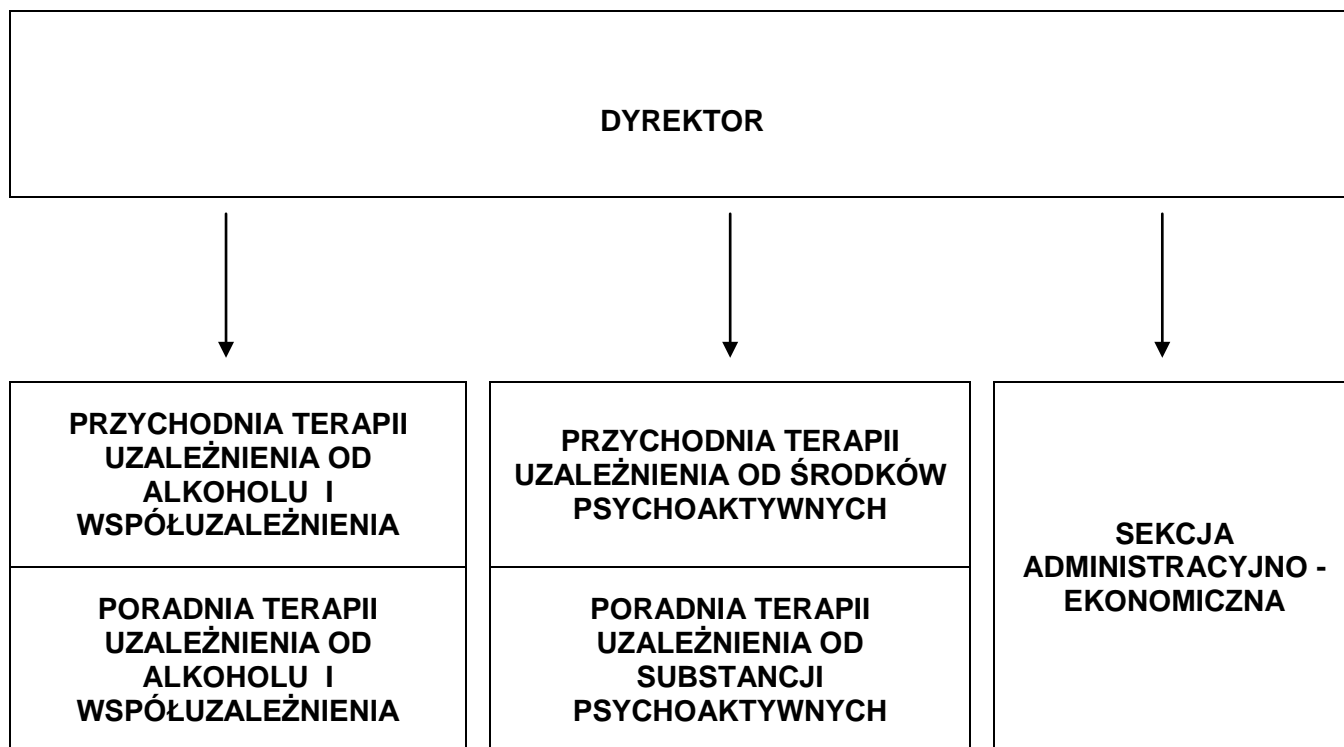 DYREKTOR
PRZYCHODNIA TERAPII
UZALEŻNIENIA OD
ALKOHOLU I
WSPÓŁUZALEŻNIENIA
PORADNIA TERAPII
UZALEŻNIENIA OD
ALKOHOLU I
WSPÓŁUZALEŻNIENIA
PRZYCHODNIA TERAPII
UZALEŻNIENIA OD ŚRODKÓW
PSYCHOAKTYWNYCH
PORADNIA TERAPII
UZALEŻNIENIA OD
SUBSTANCJI
PSYCHOAKTYWNYCH
SEKCJA
ADMINISTRACYJNO -
EKONOMICZNA